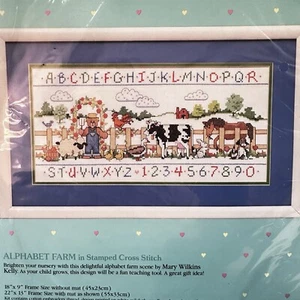 ABCDEFGHIJKLMNOPQR
STUVWXYZ 1234567890
ALPHABET FARM in Stamped Cross Stitch
Brighten your nursery with this delightful alphabet farm scene by Mary Wilkins
Kelly. As your child grows, this design will be a fun teaching tool. A great gift idea!
18"x 9" Frame Size without mat (45x23cm)
22"x 13" Frame Size with mat as shown (55x33cm)